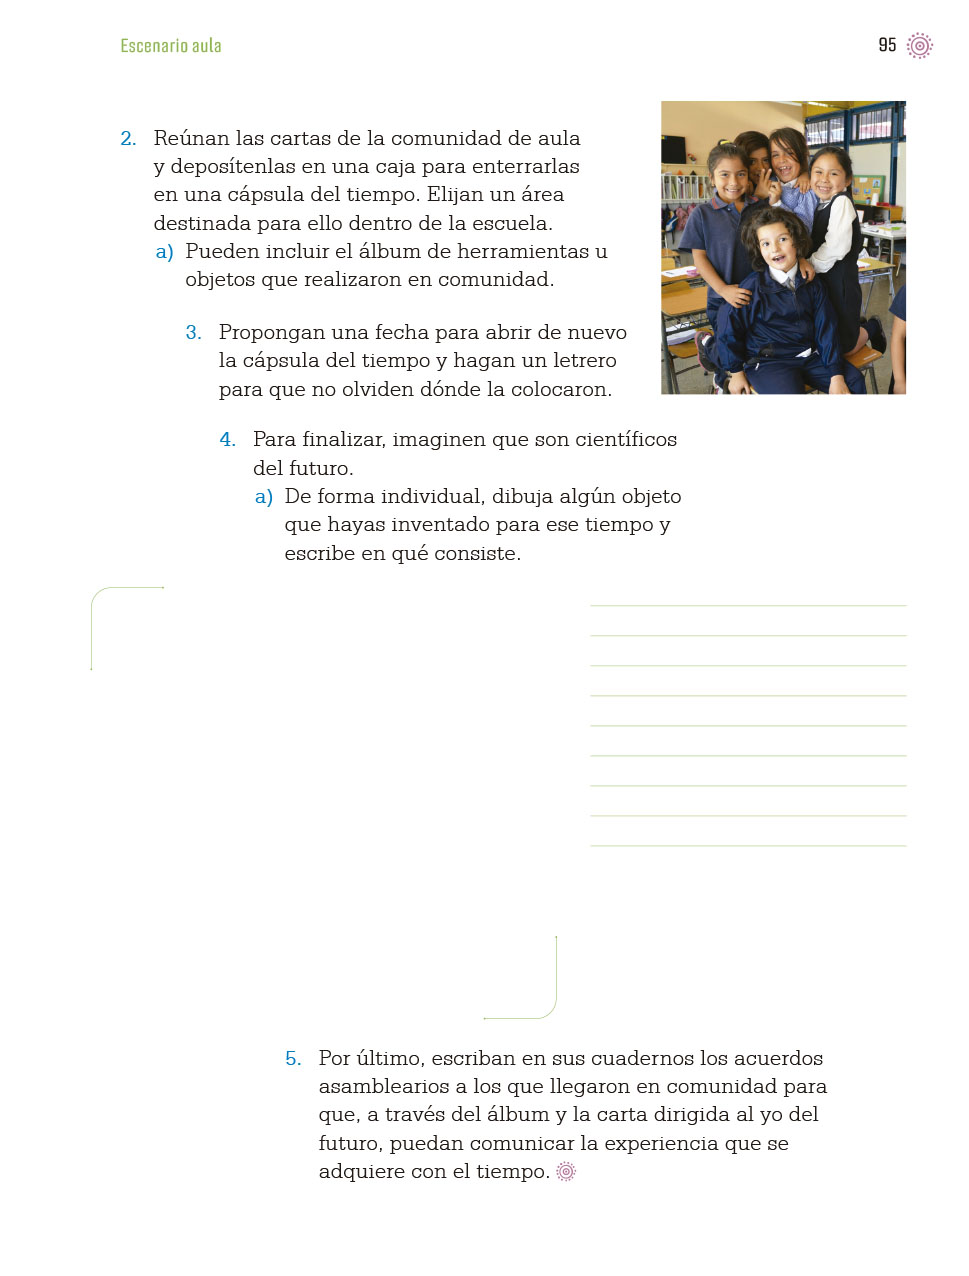 Escenario aula
95
2. Reúnan las cartas de la comunidad de aula
y deposítenlas en una caja para enterrarlas
en una cápsula del tiempo. Elijan un área
destinada para ello dentro de la escuela.
a) Pueden incluir el álbum de herramientas u
objetos que realizaron en comunidad.
3. Propongan una fecha para abrir de nuevo
la cápsula del tiempo y hagan un letrero
para que no olviden dónde la colocaron.
4. Para finalizar, imaginen que son científicos
del futuro.
a) De forma individual, dibuja algún objeto
que hayas inventado para ese tiempo y
escribe en qué consiste.
5. Por último, escriban en sus cuadernos los acuerdos
asamblearios a los que llegaron en comunidad para
que, a través del álbum y la carta dirigida al yo del
futuro, puedan comunicar la experiencia que se
adquiere con el tiempo.